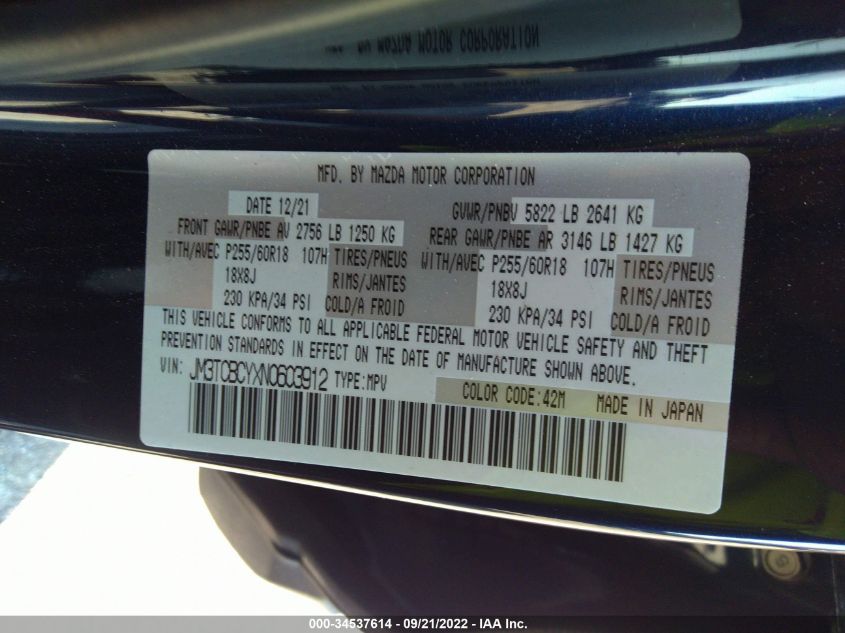 MFD. BY MAZDA MOTOR CORPORATION
MFD. BY MAZDA MOTOR CORPORATION
DATE 12/21 GVWR/PNBV 5822 LB 2641 KG
FRONT GAWR/PNBE AV 2756 LB 1250 KG REAR GAWR/PNBE AR 3146 LB 1427 KG
WITH/AVEC P255/60R18 107H TIRES/PNEUS WITH/AVEC P255/60R18 107H TIRES/PNEUS
18X8J RIMS/JANTES 18X8J RIMS/JANTES
230 KPA/34 PSI COLD/A FROID 230 KPA/34 PSI COLD/A FROID
THIS VEHICLE CONFORMS TO ALL APPLICABLE FEDERAL MOTOR VEHICLE SAFETY AND THEFT
PREVENTION STANDARDS IN EFFECT ON THE DATE OF MANUFACTURE SHOWN ABOVE.
VIN: JM3TCBCYXN0603912 TYPE:MPV
COLOR CODE:42M MADE IN JAPAN
000-34537614 - 09/21/2022 - IAA Inc.